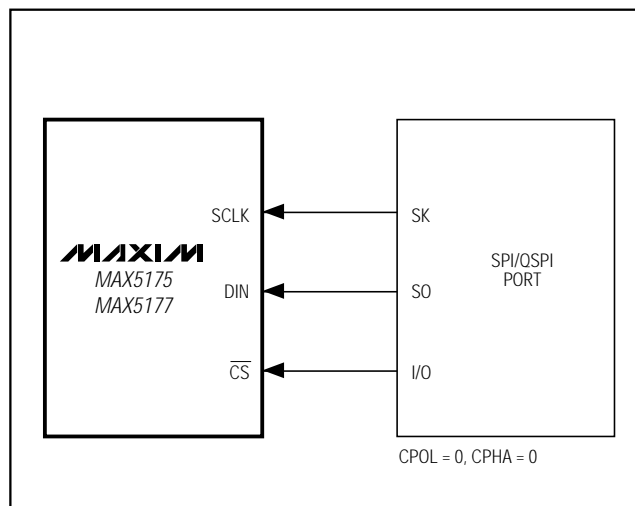 SCLK
MAXIM
MAX5175
MAX5177
DIN
CS
SK
SO
I/O
SPI/QSPI
PORT
CPOL = 0, CPHA = 0